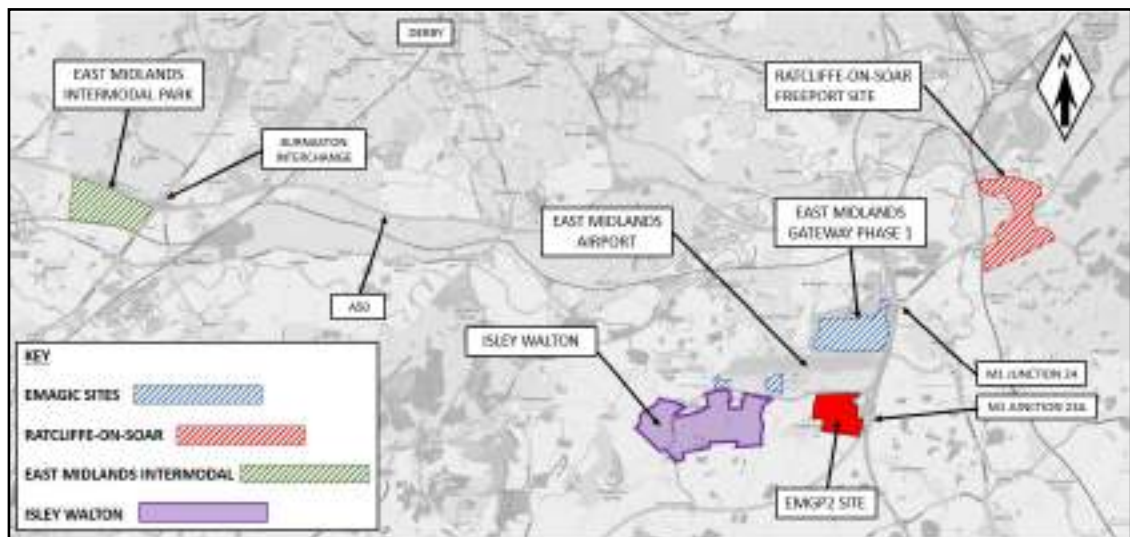 DERBY
EAST MIDLANDS
INTERMODAL PARK
RATCLIFFE-ON-SOAR
FREEPORT SITE
N
BURNASTON
INTERCHANGE
EAST MIDLANDS
AIRPORT
EAST MIDLANDS
GATEWAY PHASE 1
A50
ISLEY WALTON
M1 JUNCTION 24
M1 JUNCTION 23A
EMGP2 SITE
KEY
EMAGIC SITES
RATCLIFFE-ON-SOAR
EAST MIDLANDS INTERMODAL
ISLEY WALTON